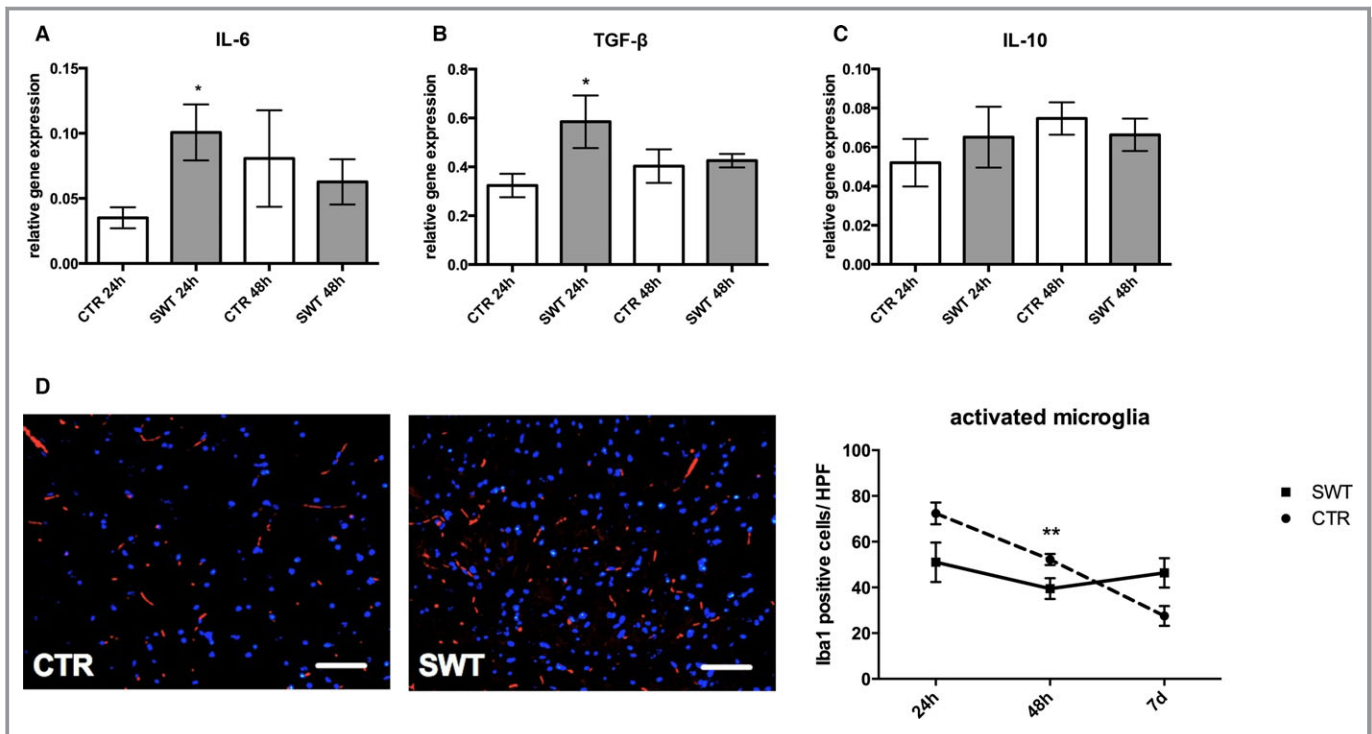 A
IL-6
relative gene expression
0.15
0.10
0.05
0.00
*
CTR 24h
SWT 24h
CTR 48h
SWT 48h
B
TGF-β
relative gene expression
0.8
0.6
0.4
0.2
0.0
*
CTR 24h
SWT 24h
CTR 48h
SWT 48h
C
IL-10
relative gene expression
0.10
0.08
0.06
0.04
0.02
0.00
CTR 24h
SWT 24h
CTR 48h
SWT 48h
D
CTR
SWT
activated microglia
Iba1 positive cells/ HPF
100
80
60
40
20
0
**
24h
48h
7d
SWT
CTR